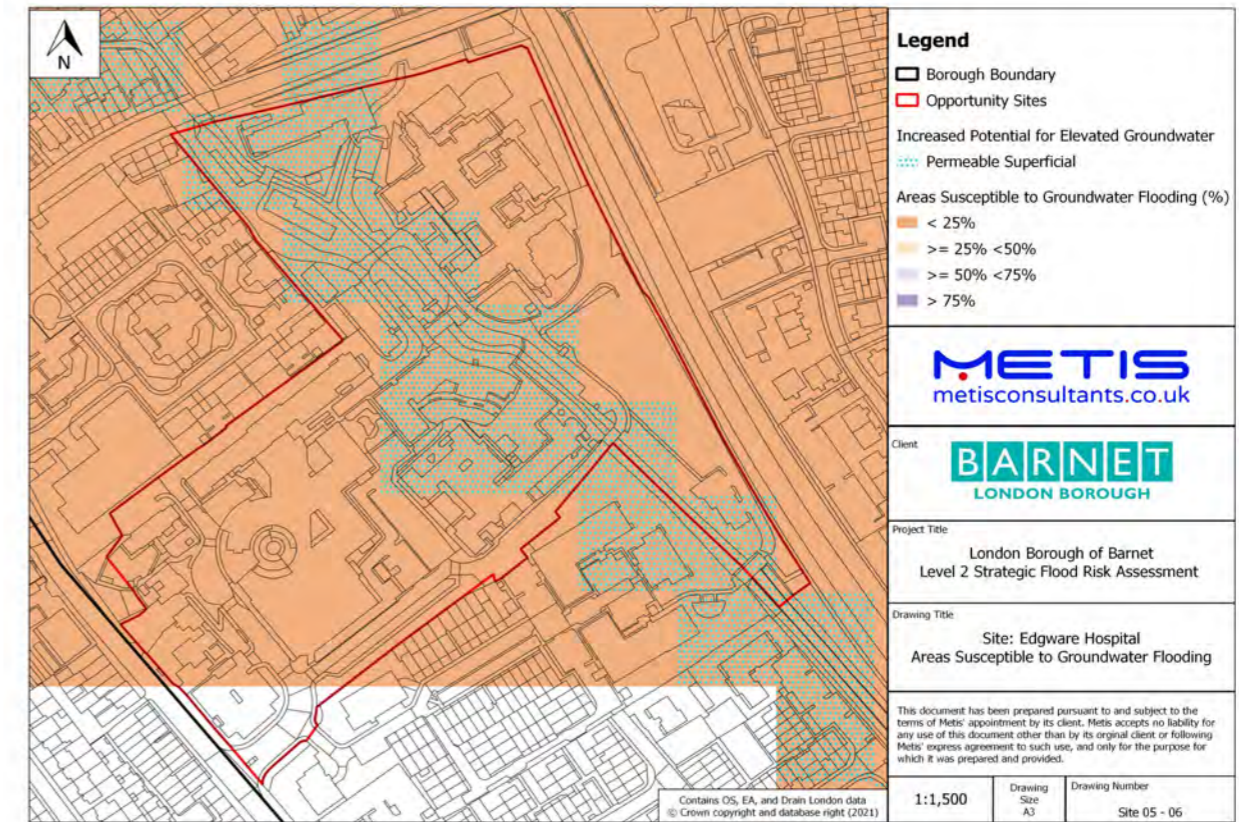 N
Contains OS, EA, and Drain London data
© Crown copyright and database right (2021)
Legend
Borough Boundary
Opportunity Sites
Increased Potential for Elevated Groundwater
Permeable Superficial
Areas Susceptible to Groundwater Flooding (%)
< 25%
>= 25% <50%
>= 50% <75%
> 75%
METIS
metisconsultants.co.uk
Client
BARNET
LONDON BOROUGH
Project Title
London Borough of Barnet
Level 2 Strategic Flood Risk Assessment
Drawing Title
Site: Edgware Hospital
Areas Susceptible to Groundwater Flooding
This document has been prepared pursuant to and subject to the
terms of Metis' appointment by its client. Metis accepts no liability for
any use of this document other than by its orginal client or following
Metis' express agreement to such use, and only for the purpose for
which it was prepared and provided.
1:1,500
Drawing
Size
A3
Drawing Number
Site 05 - 06